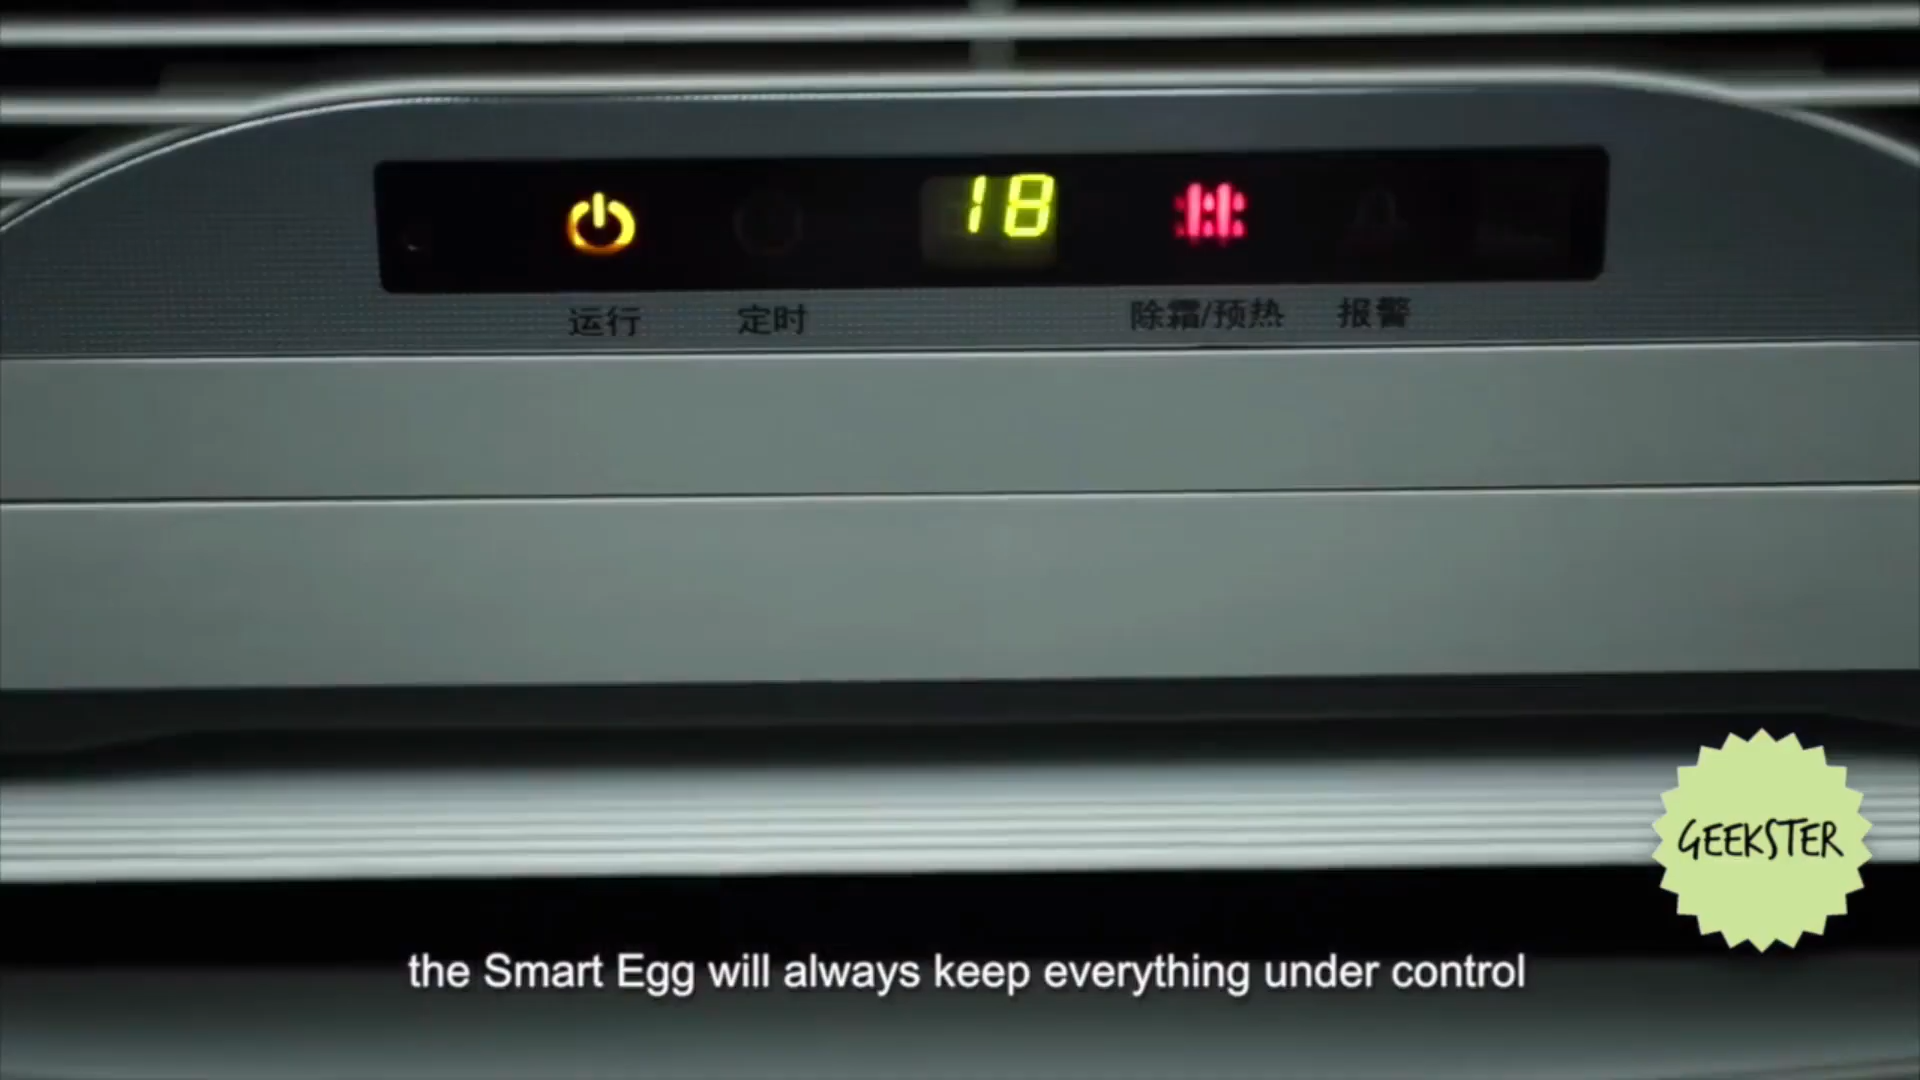 18
运行 定时 除霜/预热 报警
GEEKSTER
the Smart Egg will always keep everything under control